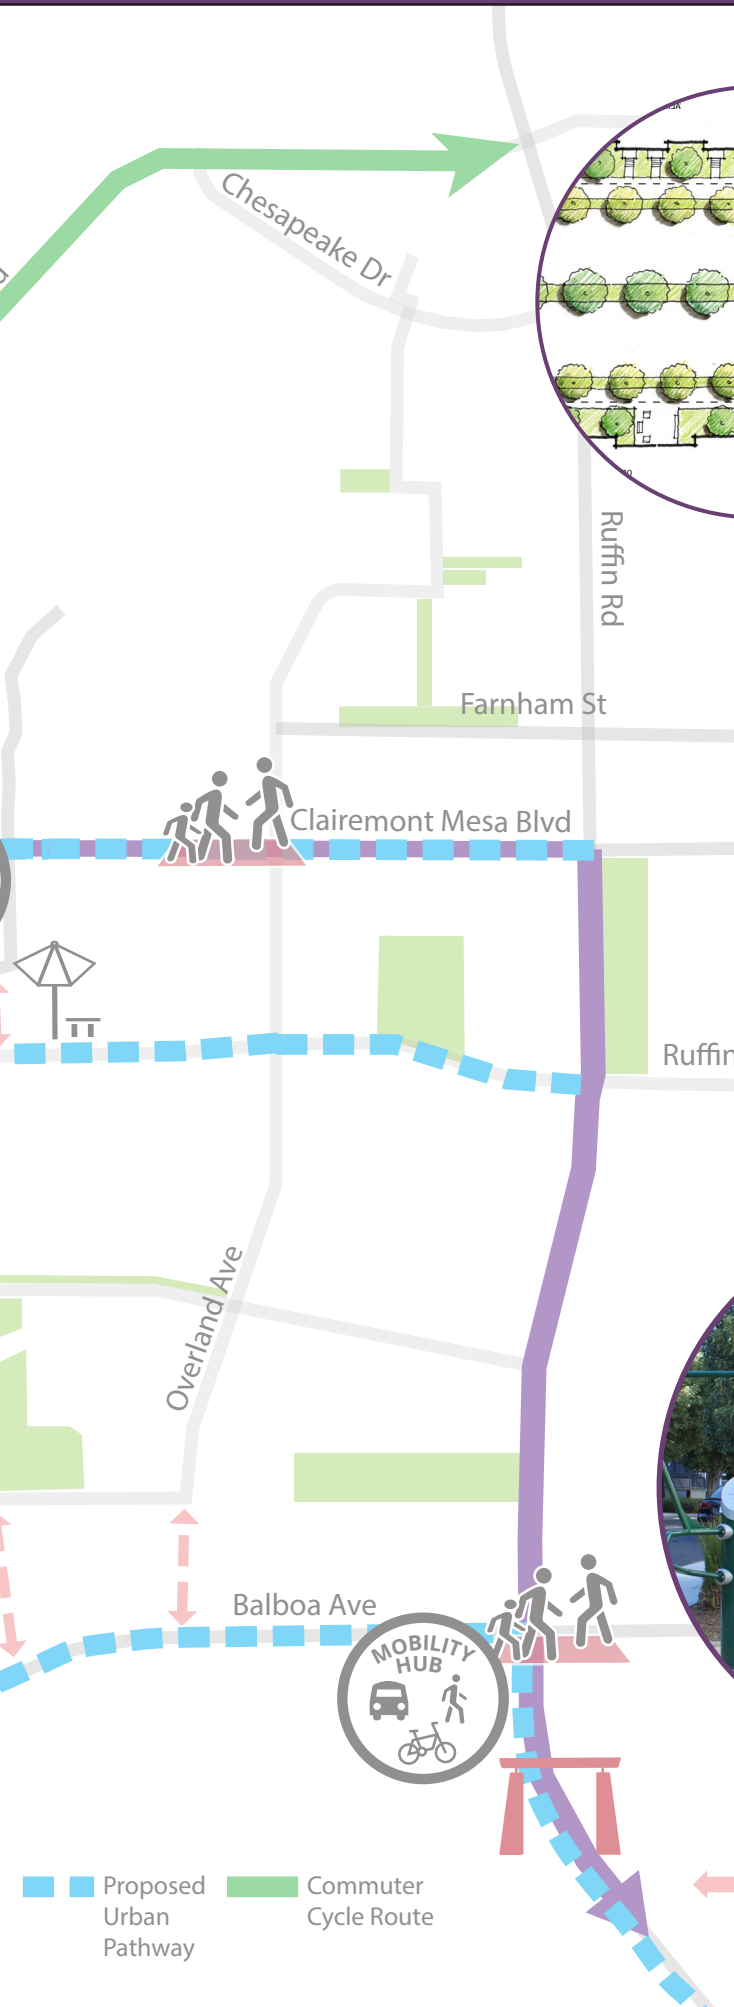 Chesapeake Dr
Ruffin Rd
Farnham St
Clairemont Mesa Blvd
Ruffin
Overland Ave
Balboa Ave
MOBILITY
HUB
Proposed
Urban
Pathway
Commuter
Cycle Route